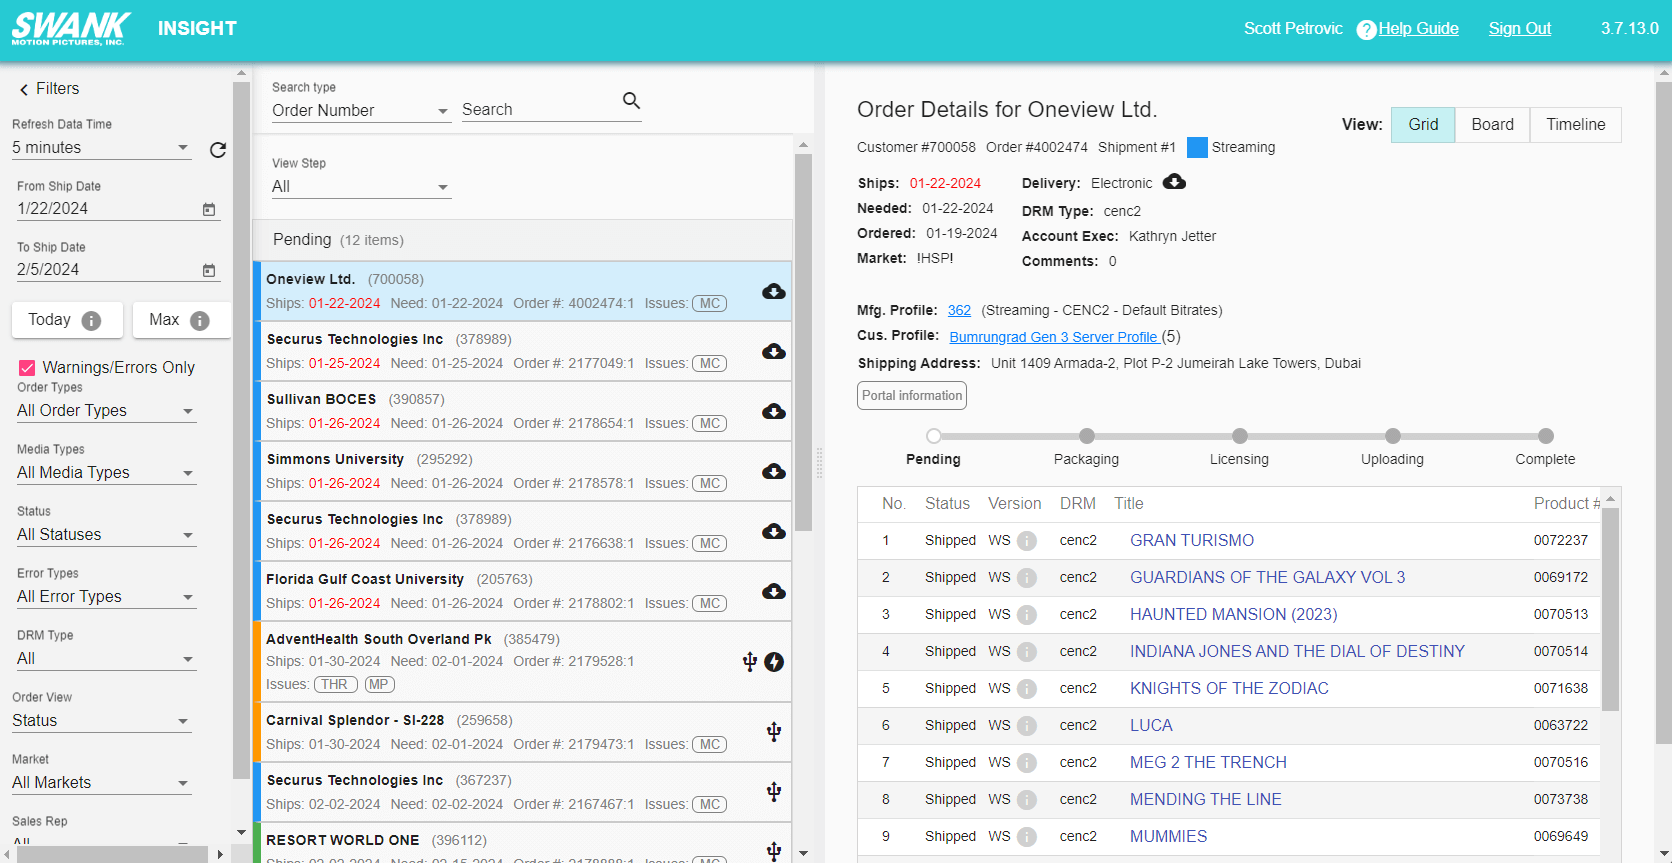 SWANK
MOTION PICTURES, INC.
INSIGHT
Scott Petrovic
? Help Guide
Sign Out
3.7.13.0
Filters
Refresh Data Time
5 minutes
From Ship Date
1/22/2024
To Ship Date
2/5/2024
Today i
Max i
Warnings/Errors Only
Order Types
All Order Types
Media Types
All Media Types
Status
All Statuses
Error Types
All Error Types
DRM Type
All
Order View
Status
Market
All Markets
Sales Rep
All
Search type
Order Number
Search
View Step
All
Pending (12 items)
Oneview Ltd. (700058)
Ships: 01-22-2024 Need: 01-22-2024 Order #: 4002474:1 Issues: MC
Securus Technologies Inc (378989)
Ships: 01-25-2024 Need: 01-25-2024 Order #: 2177049:1 Issues: MC
Sullivan BOCES (390857)
Ships: 01-26-2024 Need: 01-26-2024 Order #: 2178654:1 Issues: MC
Simmons University (295292)
Ships: 01-26-2024 Need: 01-26-2024 Order #: 2178578:1 Issues: MC
Securus Technologies Inc (378989)
Ships: 01-26-2024 Need: 01-26-2024 Order #: 2176638:1 Issues: MC
Florida Gulf Coast University (205763)
Ships: 01-26-2024 Need: 01-26-2024 Order #: 2178802:1 Issues: MC
AdventHealth South Overland Pk (385479)
Ships: 01-30-2024 Need: 02-01-2024 Order #: 2179528:1
Issues: THR MP
Carnival Splendor - SI-228 (259658)
Ships: 01-30-2024 Need: 02-01-2024 Order #: 2179473:1 Issues: MC
Securus Technologies Inc (367237)
Ships: 02-02-2024 Need: 02-02-2024 Order #: 2167467:1 Issues: MC
RESORT WORLD ONE (396112)
Ships: 02-02-2024 Need: 02-15-2024 Order #: 2178888:1 Issues: MC
Order Details for Oneview Ltd.
View: Grid Board Timeline
Customer #700058 Order #4002474 Shipment #1 Streaming
Ships: 01-22-2024
Needed: 01-22-2024
Ordered: 01-19-2024
Market: !HSP!
Delivery: Electronic
DRM Type: cenc2
Account Exec: Kathryn Jetter
Comments: 0
Mfg. Profile: 362 (Streaming - CENC2 - Default Bitrates)
Cus. Profile: Bumrungrad Gen 3 Server Profile (5)
Shipping Address: Unit 1409 Armada-2, Plot P-2 Jumeirah Lake Towers, Dubai
Portal information
Pending Packaging Licensing Uploading Complete
No. Status Version DRM Title Product #
1 Shipped WS i cenc2 GRAN TURISMO 0072237
2 Shipped WS i cenc2 GUARDIANS OF THE GALAXY VOL 3 0069172
3 Shipped WS i cenc2 HAUNTED MANSION (2023) 0070513
4 Shipped WS i cenc2 INDIANA JONES AND THE DIAL OF DESTINY 0070514
5 Shipped WS i cenc2 KNIGHTS OF THE ZODIAC 0071638
6 Shipped WS i cenc2 LUCA 0063722
7 Shipped WS i cenc2 MEG 2 THE TRENCH 0070516
8 Shipped WS i cenc2 MENDING THE LINE 0073738
9 Shipped WS i cenc2 MUMMIES 0069649